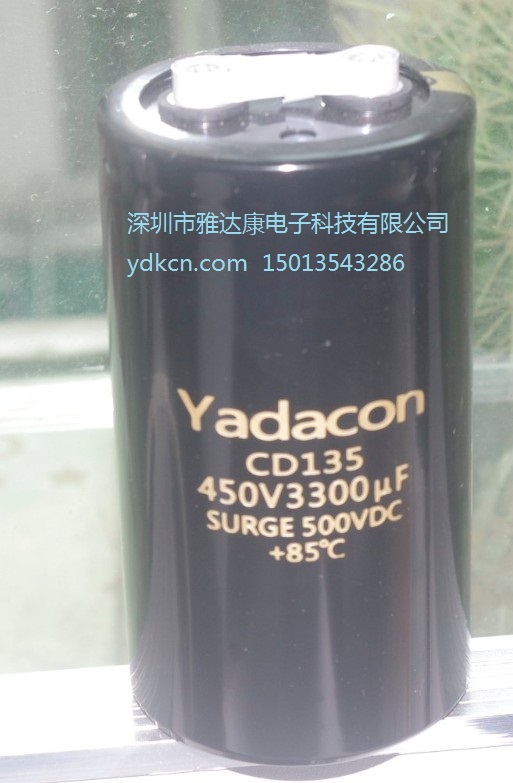 深圳市雅达康电子科技有限公司
ydkcn.com 15013543286
Yadacon
CD135
450V3300μF
SURGE 500VDC
+85℃